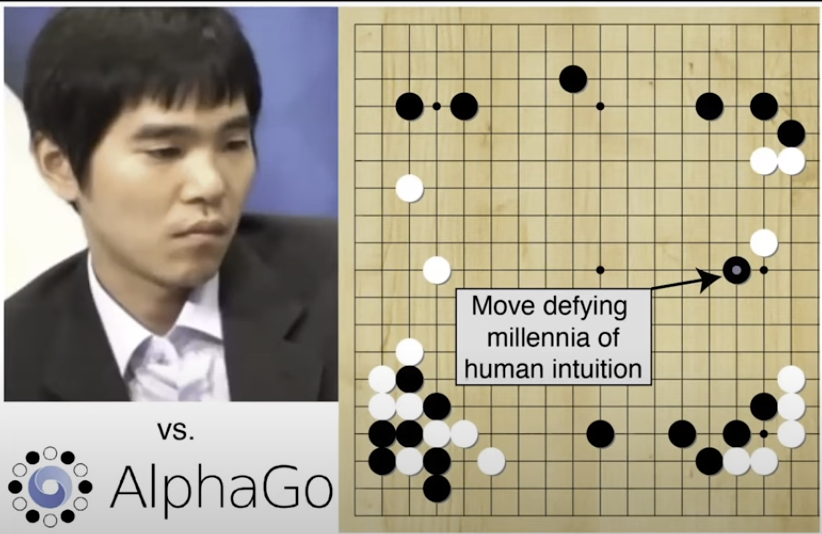 Move defying
millennia of
human intuition
vs.
AlphaGo